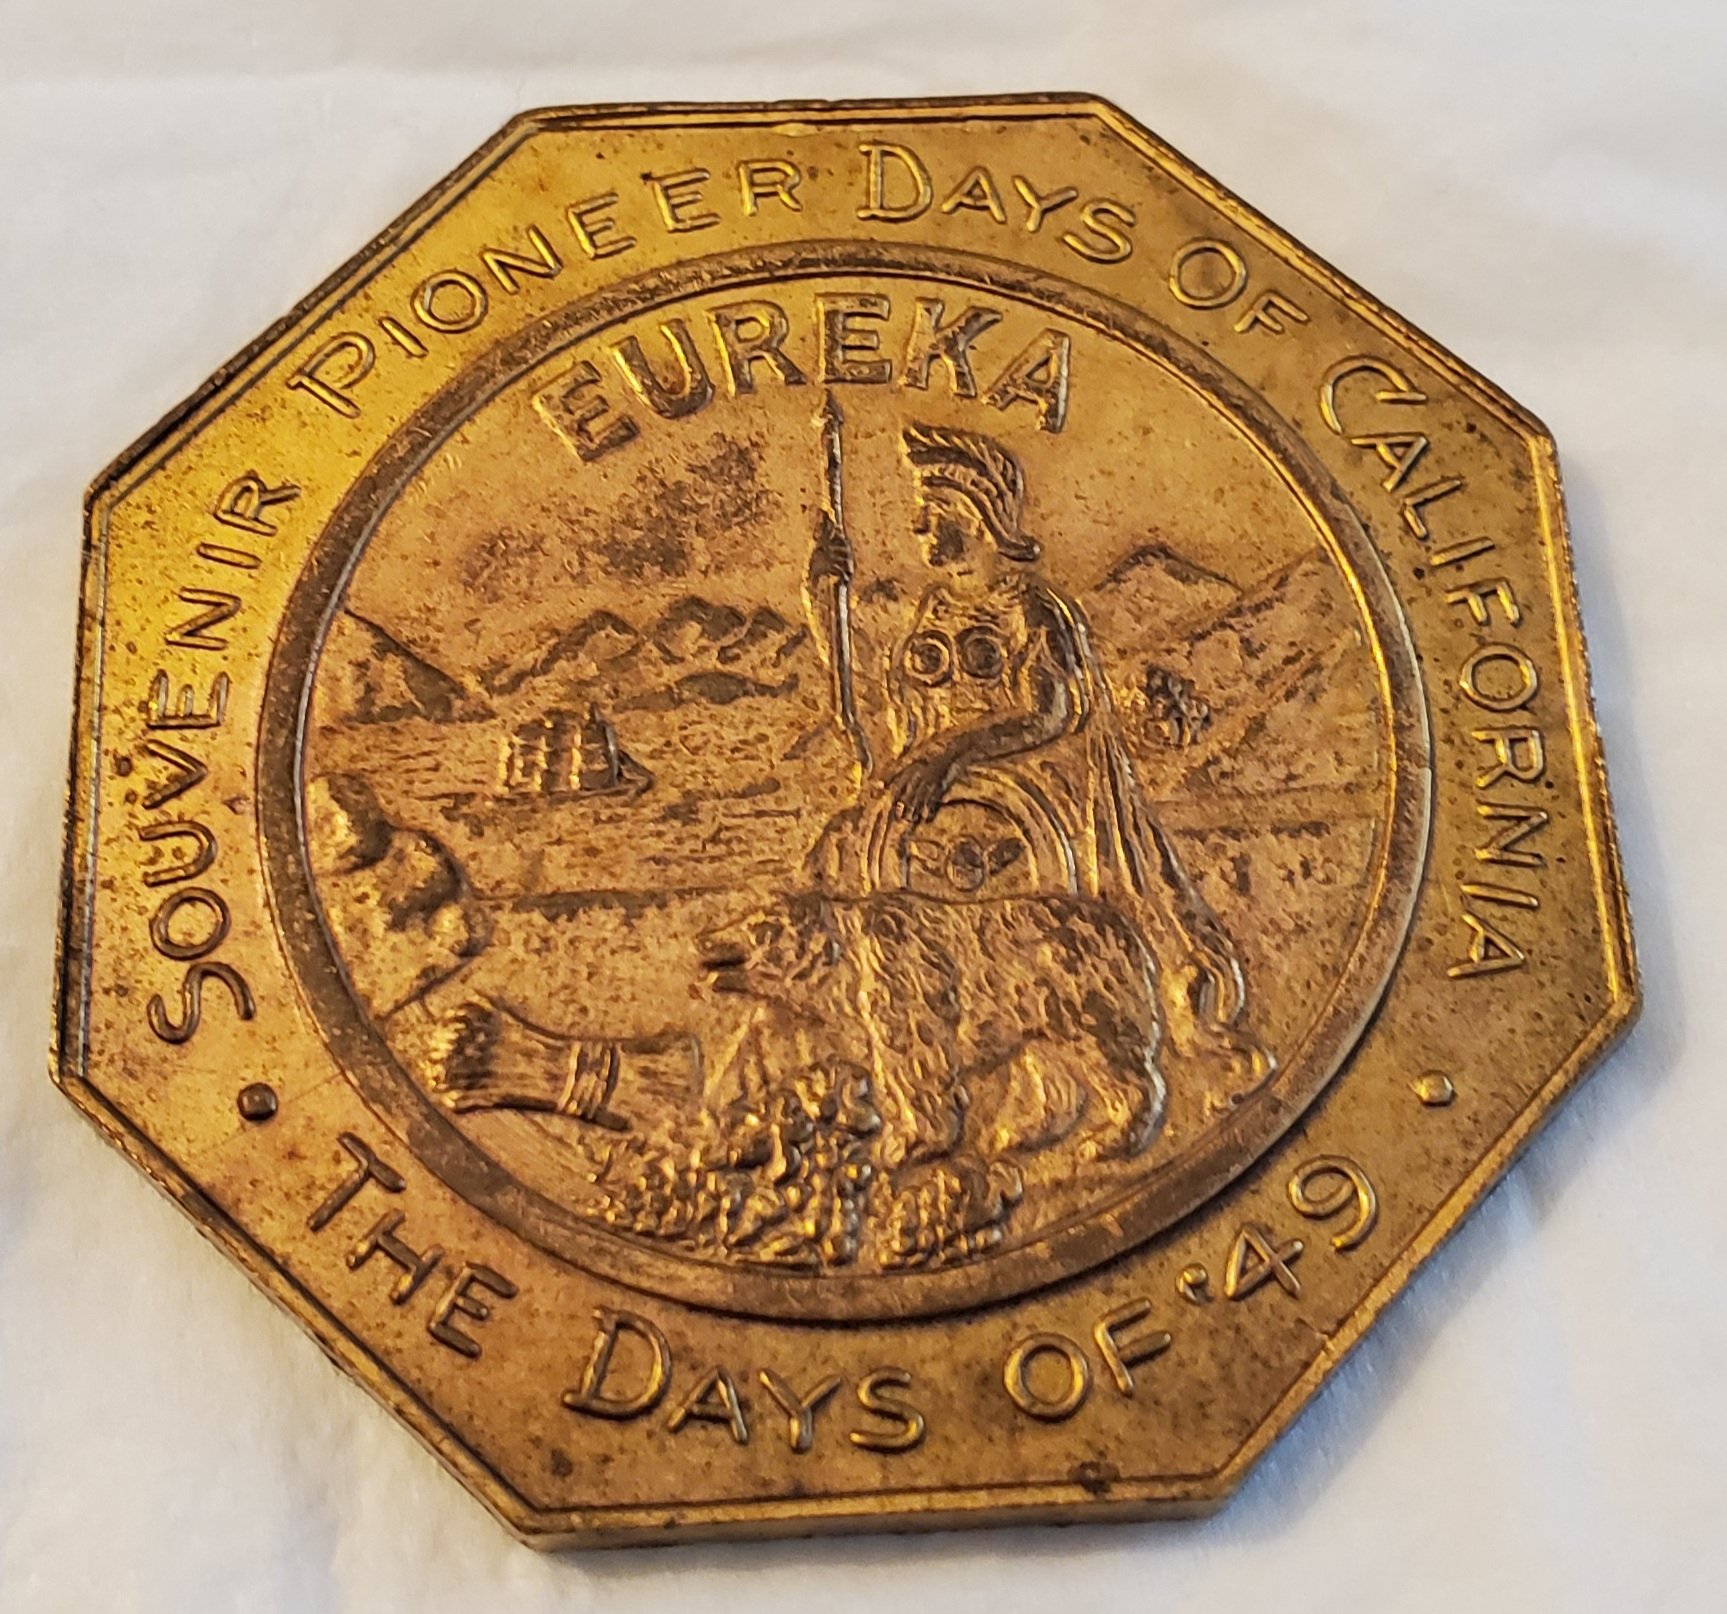 SOUVENIR PIONEER DAYS OF CALIFORNIA
EUREKA
• THE DAYS OF '49 •